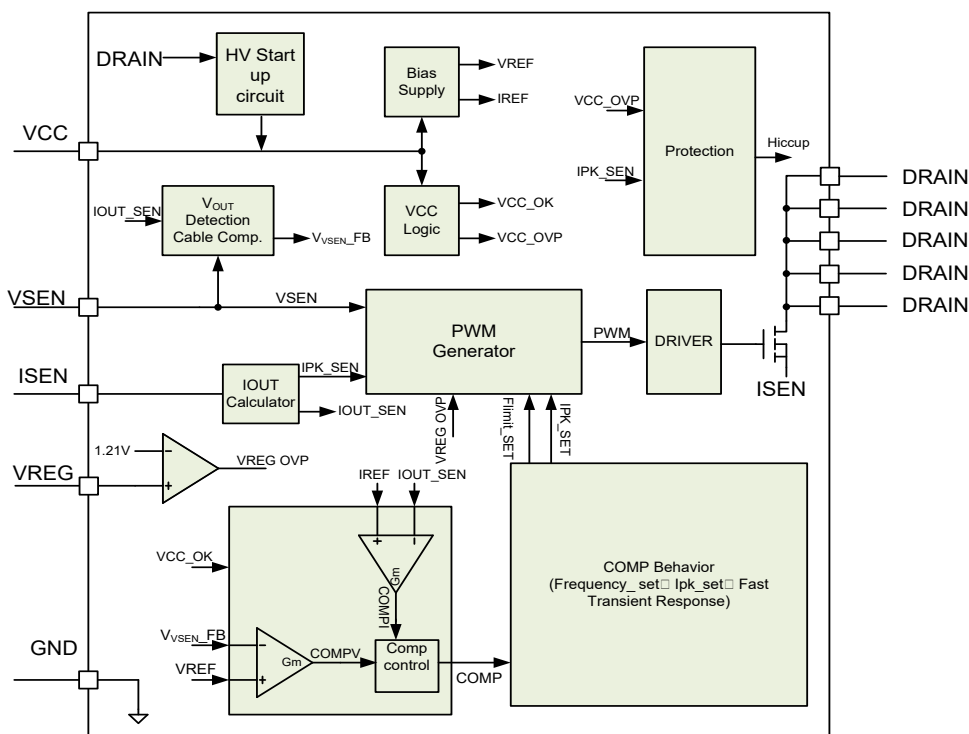 DRAIN
HV Start
up
circuit
Bias
Supply
VREF
IREF
VCC_OVP
Protection
Hiccup
IPK_SEN
VCC
DRAIN
DRAIN
DRAIN
DRAIN
DRAIN
IOUT_SEN
VOUT
Detection
Cable Comp.
VVSEN_FB
VCC
Logic
VCC_OK
VCC_OVP
VSEN
VSEN
PWM
Generator
PWM
DRIVER
ISEN
ISEN
IOUT
Calculator
IPK_SEN
IOUT_SEN
VREG OVP
Flimit_SET
IPK_SET
1.21V
VREG
VREG OVP
IREF
IOUT_SEN
VCC_OK
Gm
COMPI
COMP Behavior
(Frequency_ set□ Ipk_set□ Fast
Transient Response)
GND
VVSEN_FB
VREF
Gm
COMPV
Comp
control
COMP